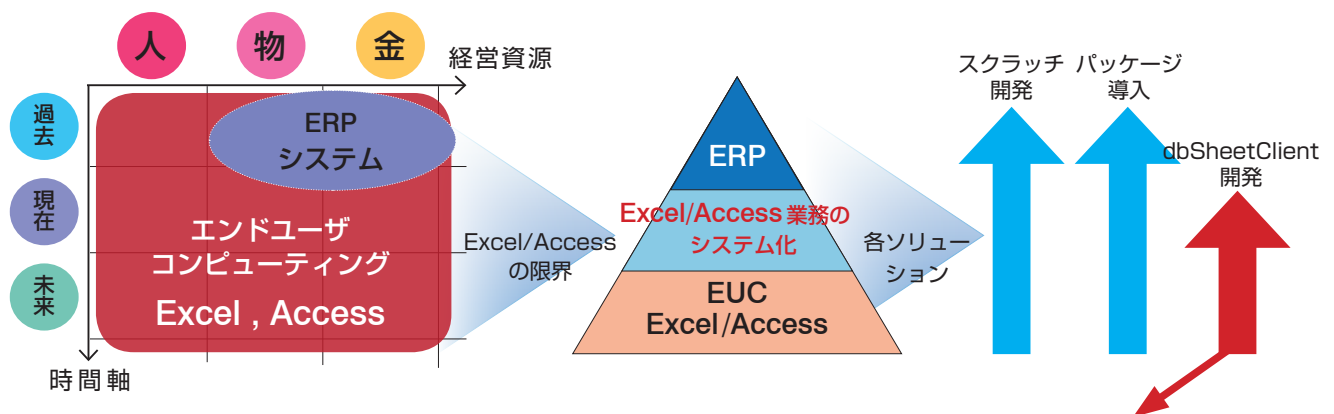 人 物 金
経営資源
過去
現在
未来
時間軸
ERP
システム
エンドユーザ
コンピューティング
Excel , Access
Excel/Access
の限界
ERP
Excel/Access 業務の
システム化
EUC
Excel/Access
各ソリュー
ション
スクラッチ
開発
パッケージ
導入
dbSheetClient
開発